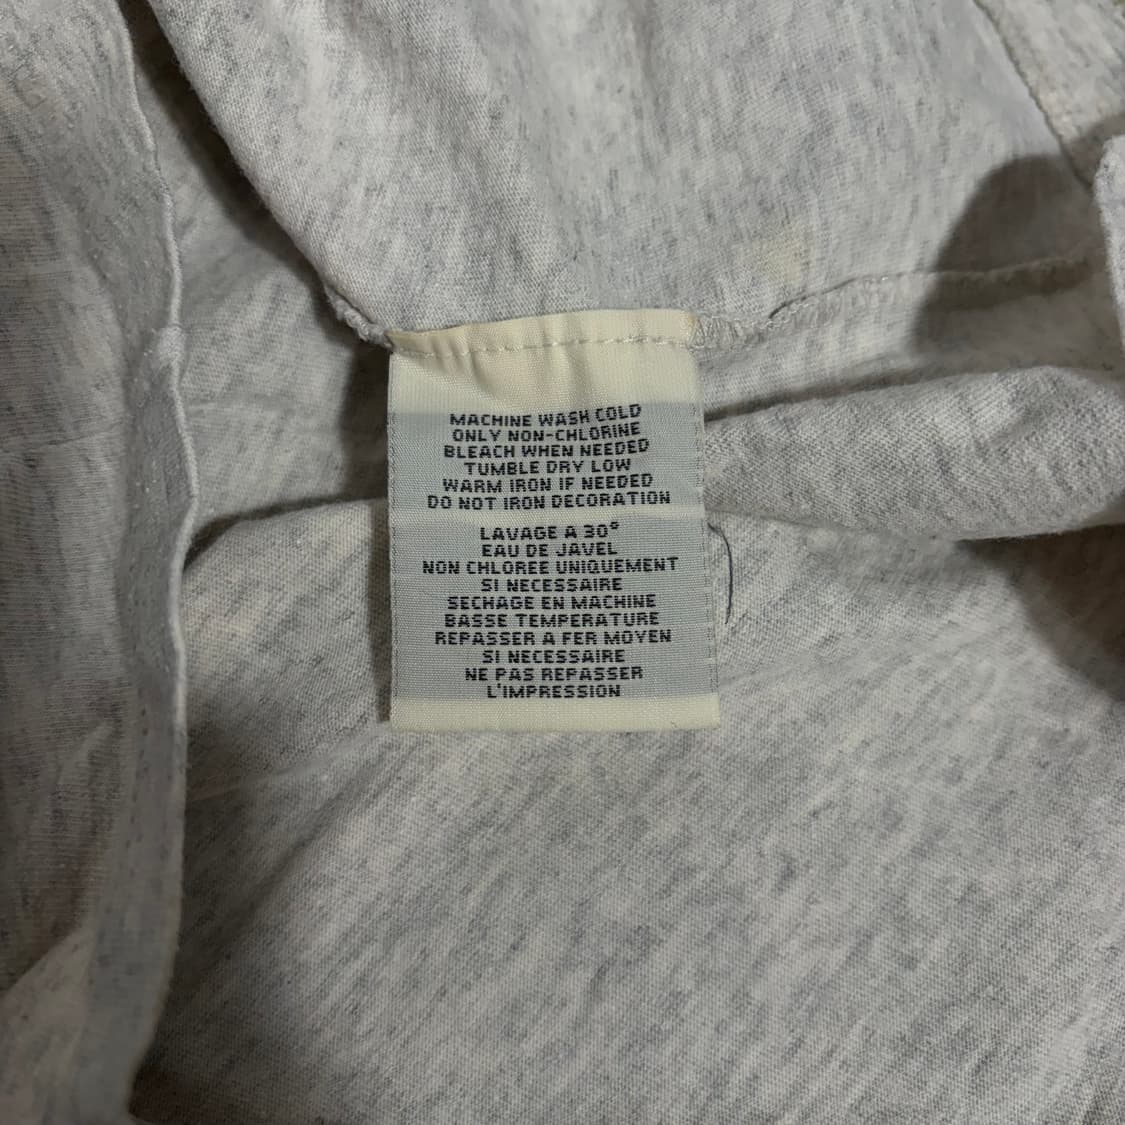 MACHINE WASH COLD
ONLY NON-CHLORINE
BLEACH WHEN NEEDED
TUMBLE DRY LOW
WARM IRON IF NEEDED
DO NOT IRON DECORATION
LAVAGE A 30°
EAU DE JAVEL
NON CHLOREE UNIQUEMENT
SI NECESSAIRE
SECHAGE EN MACHINE
BASSE TEMPERATURE
REPASSER A FER MOYEN
SI NECESSAIRE
NE PAS REPASSER
L'IMPRESSION